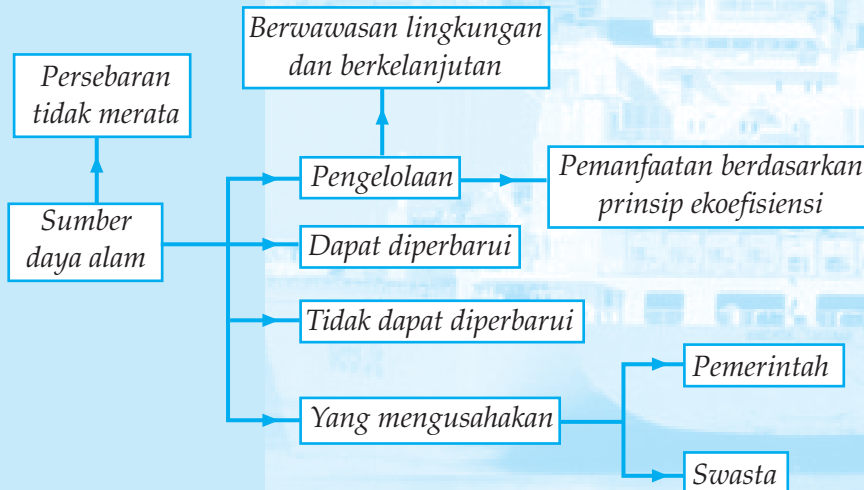 Berwawasan lingkungan
dan berkelanjutan
Persebaran
tidak merata
Pengelolaan
Pemanfaatan berdasarkan
prinsip ekoefisiensi
Sumber
daya alam
Dapat diperbarui
Tidak dapat diperbarui
Yang mengusahakan
Pemerintah
Swasta